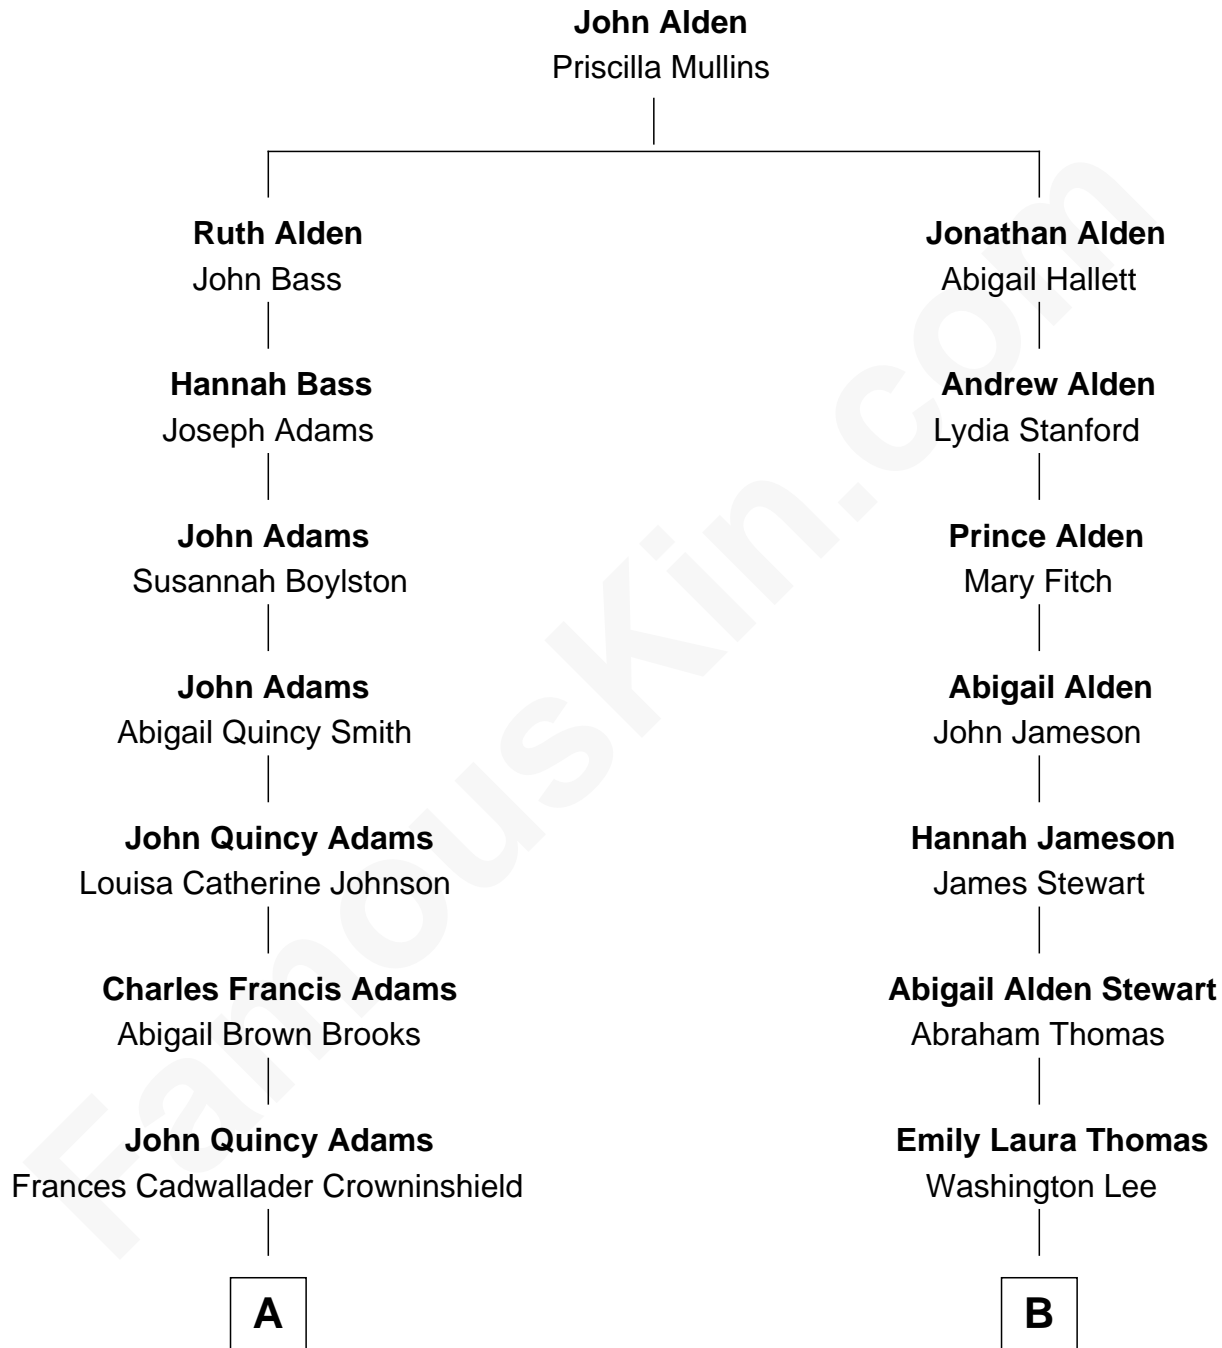 John Alden
Priscilla Mullins
Ruth Alden
John Bass
Jonathan Alden
Abigail Hallett
Hannah Bass
Joseph Adams
Andrew Alden
Lydia Stanford
John Adams
Susannah Boylston
Prince Alden
Mary Fitch
John Adams
Abigail Quincy Smith
Abigail Alden
John Jameson
John Quincy Adams
Louisa Catherine Johnson
Hannah Jameson
James Stewart
Charles Francis Adams
Abigail Brown Brooks
Abigail Alden Stewart
Abraham Thomas
John Quincy Adams
Frances Cadwallader Crowninshield
Emily Laura Thomas
Washington Lee
A
B
FamousKin.com